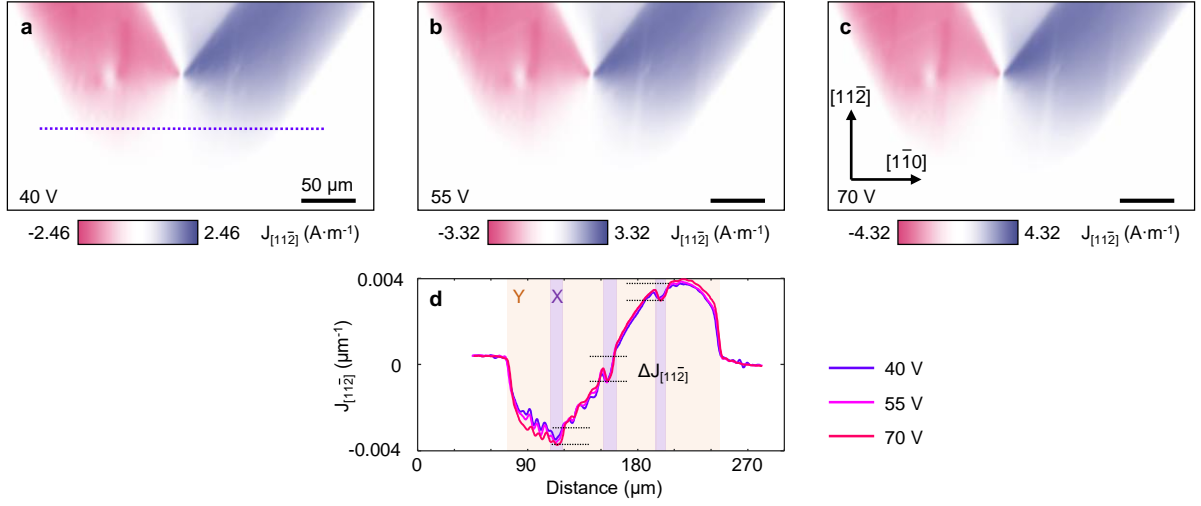 a
b
c
[112̄]
[11̄0]
40 V
50 μm
55 V
70 V
-2.46
2.46
J[112̄] (A·m⁻¹)
-3.32
3.32
J[112̄] (A·m⁻¹)
-4.32
4.32
J[112̄] (A·m⁻¹)
d
Y
X
0.004
0
-0.004
J[112̄] (μm⁻¹)
ΔJ[112̄]
0
90
180
270
Distance (μm)
40 V
55 V
70 V